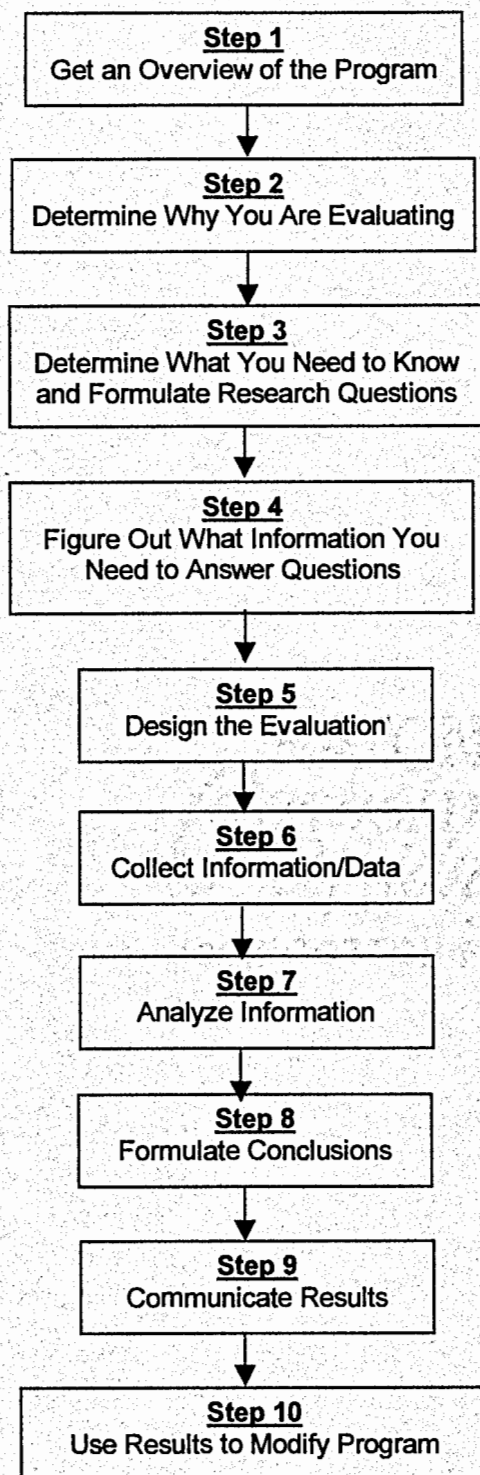 Step 1
Get an Overview of the Program
Step 2
Determine Why You Are Evaluating
Step 3
Determine What You Need to Know
and Formulate Research Questions
Step 4
Figure Out What Information You
Need to Answer Questions
Step 5
Design the Evaluation
Step 6
Collect Information/Data
Step 7
Analyze Information
Step 8
Formulate Conclusions
Step 9
Communicate Results
Step 10
Use Results to Modify Program